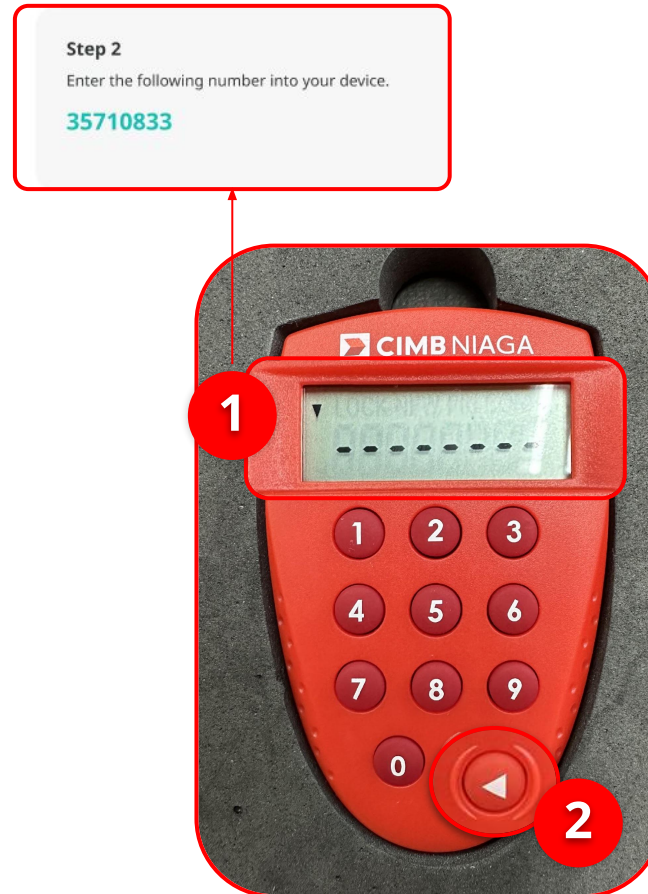 Step 2
Enter the following number into your device.
35710833
CIMB NIAGA
1
1 2 3
4 5 6
7 8 9
0
2